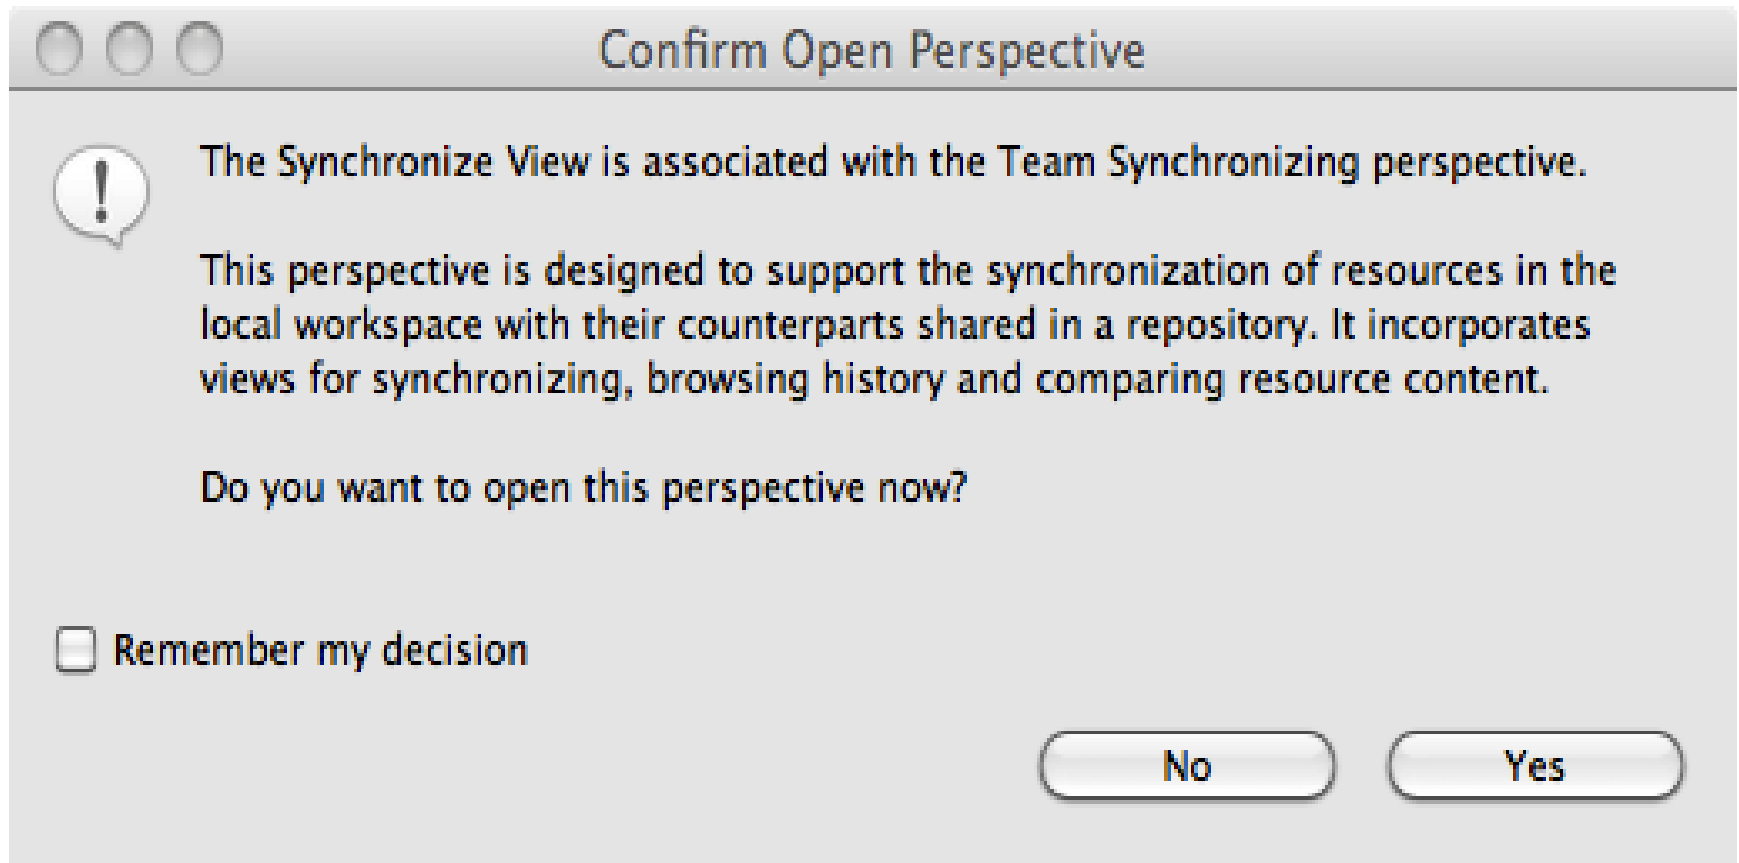 Confirm Open Perspective
The Synchronize View is associated with the Team Synchronizing perspective.
This perspective is designed to support the synchronization of resources in the
local workspace with their counterparts shared in a repository. It incorporates
views for synchronizing, browsing history and comparing resource content.
Do you want to open this perspective now?
Remember my decision
No
Yes